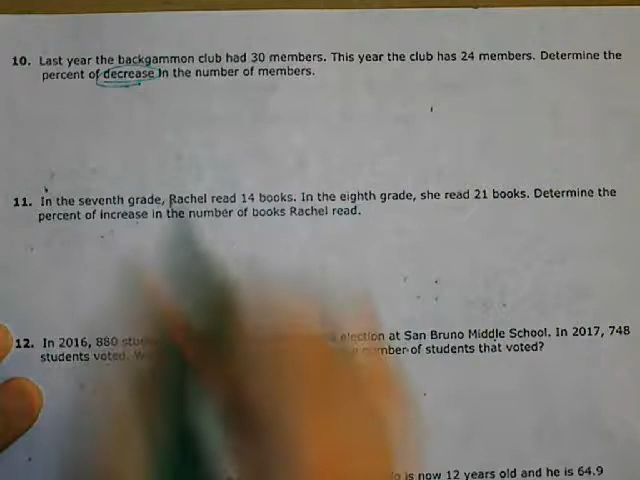 10. Last year the backgammon club had 30 members. This year the club has 24 members. Determine the
percent of decrease in the number of members.
11. In the seventh grade, Rachel read 14 books. In the eighth grade, she read 21 books. Determine the
percent of increase in the number of books Rachel read.
12. In 2016, 880 election at San Bruno Middle School. In 2017, 748
students voted. number of students that voted?
is now 12 years old and he is 64.9